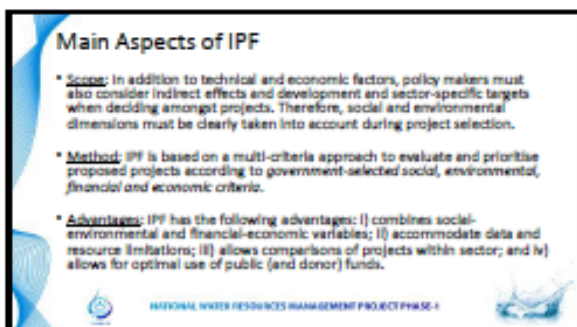 Main Aspects of IPF
• Scope: In addition to technical and economic factors, policy makers must
also consider indirect effects and development and sector-specific targets
when deciding amongst projects. Therefore, social and environmental
dimensions must be clearly taken into account during project selection.
• Method: IPF is based on a multi-criteria approach to evaluate and prioritise
proposed projects according to government-selected social, environmental,
financial and economic criteria.
• Advantages: IPF has the following advantages: i) combines social-
environmental and financial-economic variables; ii) accommodate data and
resource limitations; iii) allows comparisons of projects within sector; and iv)
allows for optimal use of public (and donor) funds.
NATIONAL WATER RESOURCES MANAGEMENT PROJECT PHASE-I